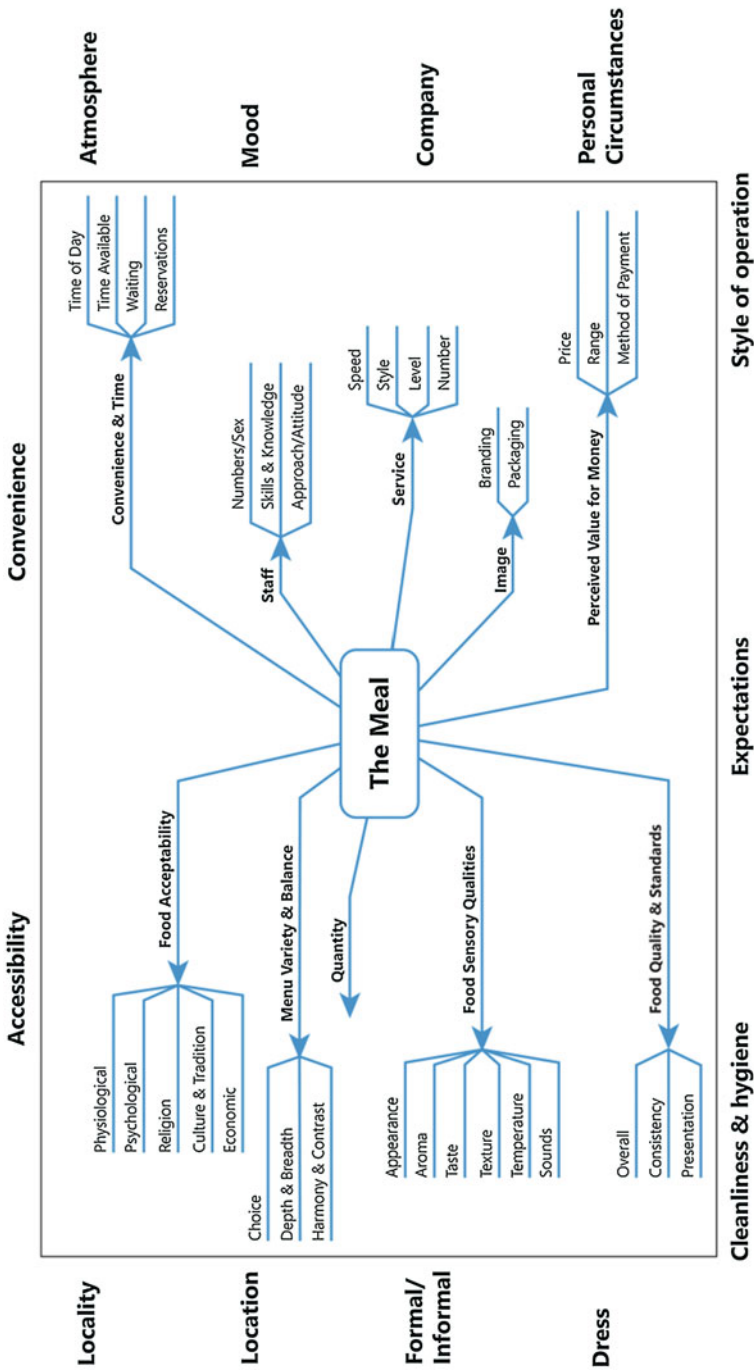 Accessibility
Convenience
Locality
Location
Formal/
Informal
Dress
Atmosphere
Mood
Company
Personal
Circumstances
Cleanliness & hygiene
Expectations
Style of operation
The Meal
Food Acceptability
Physiological
Psychological
Religion
Culture & Tradition
Economic
Menu Variety & Balance
Choice
Depth & Breadth
Harmony & Contrast
Quantity
Food Sensory Qualities
Appearance
Aroma
Taste
Texture
Temperature
Sounds
Food Quality & Standards
Overall
Consistency
Presentation
Convenience & Time
Time of Day
Time Available
Waiting
Reservations
Staff
Numbers/Sex
Skills & Knowledge
Approach/Attitude
Service
Speed
Style
Level
Number
Image
Branding
Packaging
Perceived Value for Money
Price
Range
Method of Payment